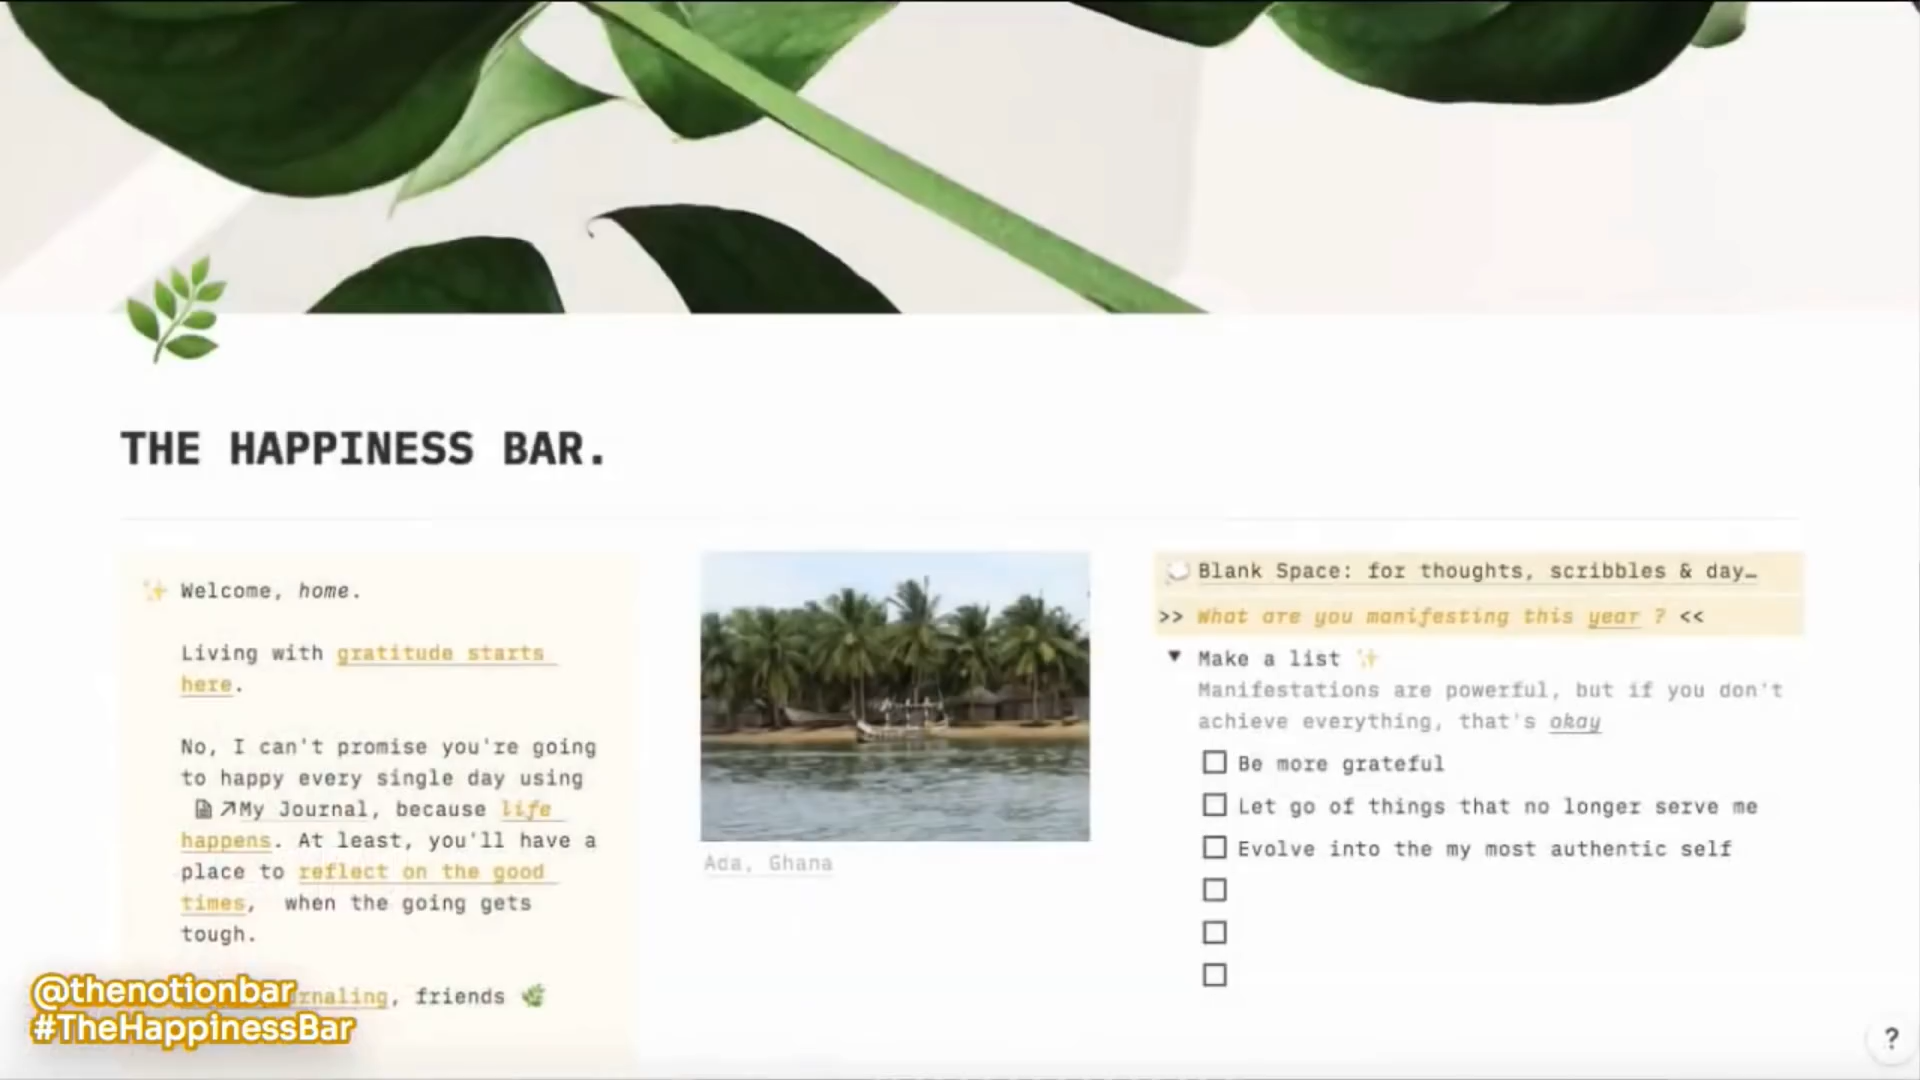 THE HAPPINESS BAR.
Welcome, home.
Living with gratitude starts
here.
No, I can't promise you're going
to happy every single day using
My Journal, because life
happens. At least, you'll have a
place to reflect on the good
times, when the going gets
tough.
, friends
@thenotionbar
#TheHappinessBar
Ada, Ghana
Blank Space: for thoughts, scribbles & day…
>> What are you manifesting this year ? <<
Make a list
Manifestations are powerful, but if you don't
achieve everything, that's okay
Be more grateful
Let go of things that no longer serve me
Evolve into the my most authentic self
?